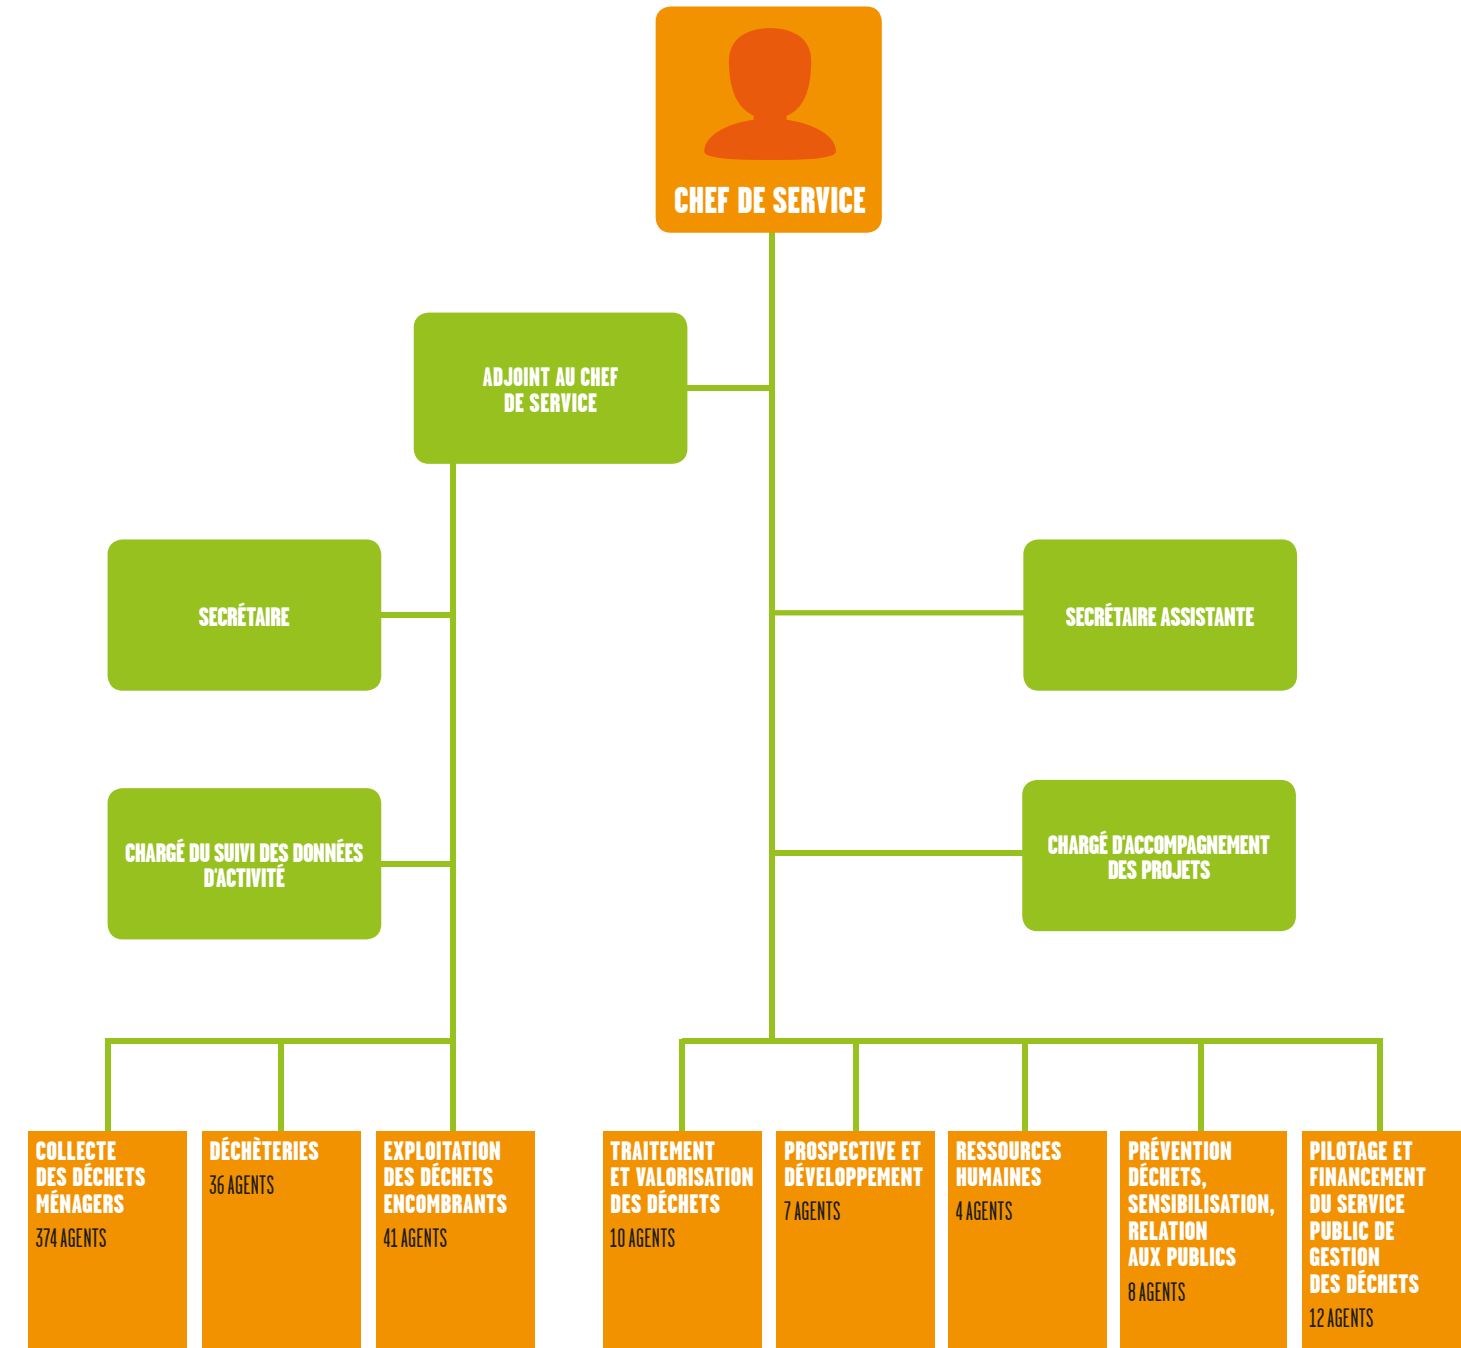 CHEF DE SERVICE
ADJOINT AU CHEF
DE SERVICE
SECRÉTAIRE
SECRÉTAIRE ASSISTANTE
CHARGÉ DU SUIVI DES DONNÉES
D'ACTIVITÉ
CHARGÉ D'ACCOMPAGNEMENT
DES PROJETS
COLLECTE
DES DÉCHETS
MÉNAGERS
374 AGENTS
DÉCHÈTERIES
36 AGENTS
EXPLOITATION
DES DÉCHETS
ENCOMBRANTS
41 AGENTS
TRAITEMENT
ET VALORISATION
DES DÉCHETS
10 AGENTS
PROSPECTIVE ET
DÉVELOPPEMENT
7 AGENTS
RESSOURCES
HUMAINES
4 AGENTS
PRÉVENTION
DÉCHETS,
SENSIBILISATION,
RELATION
AUX PUBLICS
8 AGENTS
PILOTAGE ET
FINANCEMENT
DU SERVICE
PUBLIC DE
GESTION
DES DÉCHETS
12 AGENTS